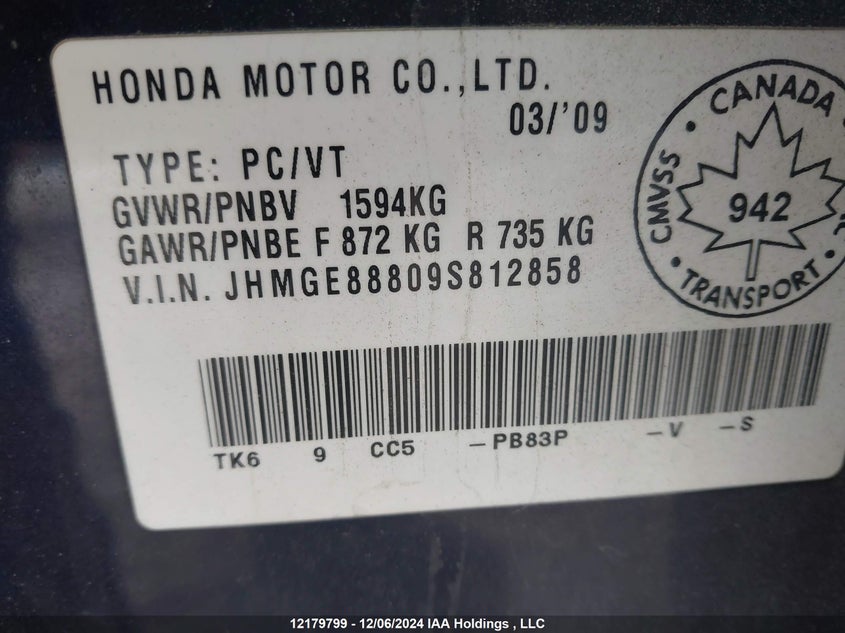 HONDA MOTOR CO.,LTD.
03/'09
TYPE: PC/VT
GVWR/PNBV 1594KG
GAWR/PNBE F 872 KG R 735 KG
V.I.N. JHMGE88809S812858
CANADA
CMVSS
942
TRANSPORT
TK6 9 CC5 -PB83P -V -S
12179799 - 12/06/2024 IAA Holdings , LLC